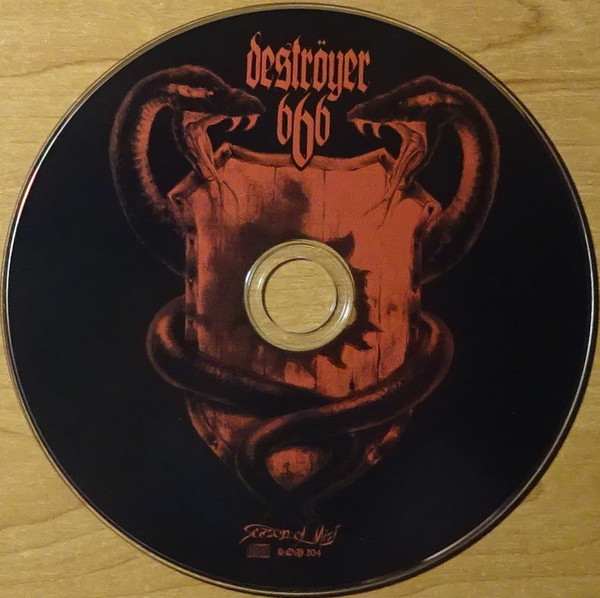 deströyer
666
Season of Mist
SOM 204